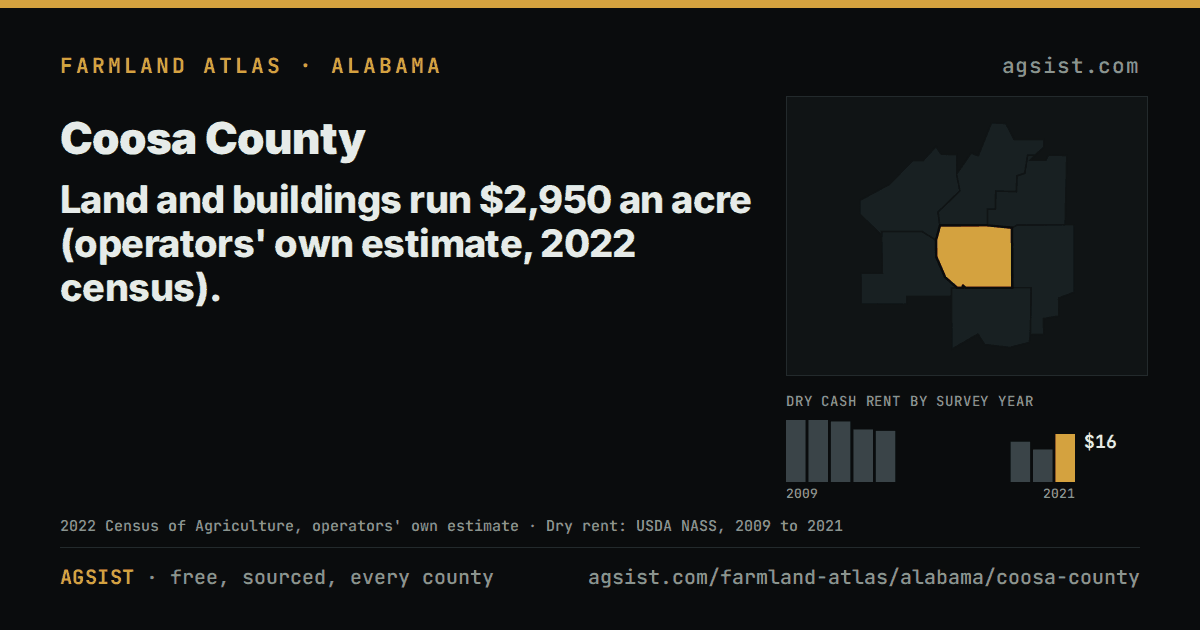 FARMLAND ATLAS · ALABAMA
agsist.com
Coosa County
Land and buildings run $2,950 an acre
(operators' own estimate, 2022
census).
DRY CASH RENT BY SURVEY YEAR
$16
2009
2021
2022 Census of Agriculture, operators' own estimate · Dry rent: USDA NASS, 2009 to 2021
AGSIST · free, sourced, every county
agsist.com/farmland-atlas/alabama/coosa-county